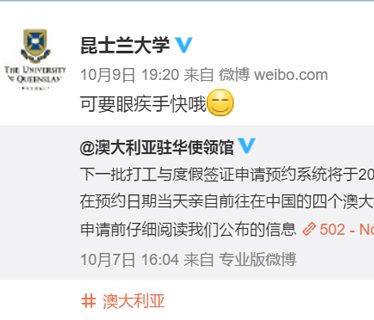 昆士兰大学
THE UNIVERSITY
OF QUEENSLAND
10月9日 19:20 来自 微博 weibo.com
可要眼疾手快哦
@澳大利亚驻华使领馆
下一批打工与度假签证申请预约系统将于20
在预约日期当天亲自前往在中国的四个澳大
申请前仔细阅读我们公布的信息 502 - No
10月7日 16:04 来自 专业版微博
# 澳大利亚